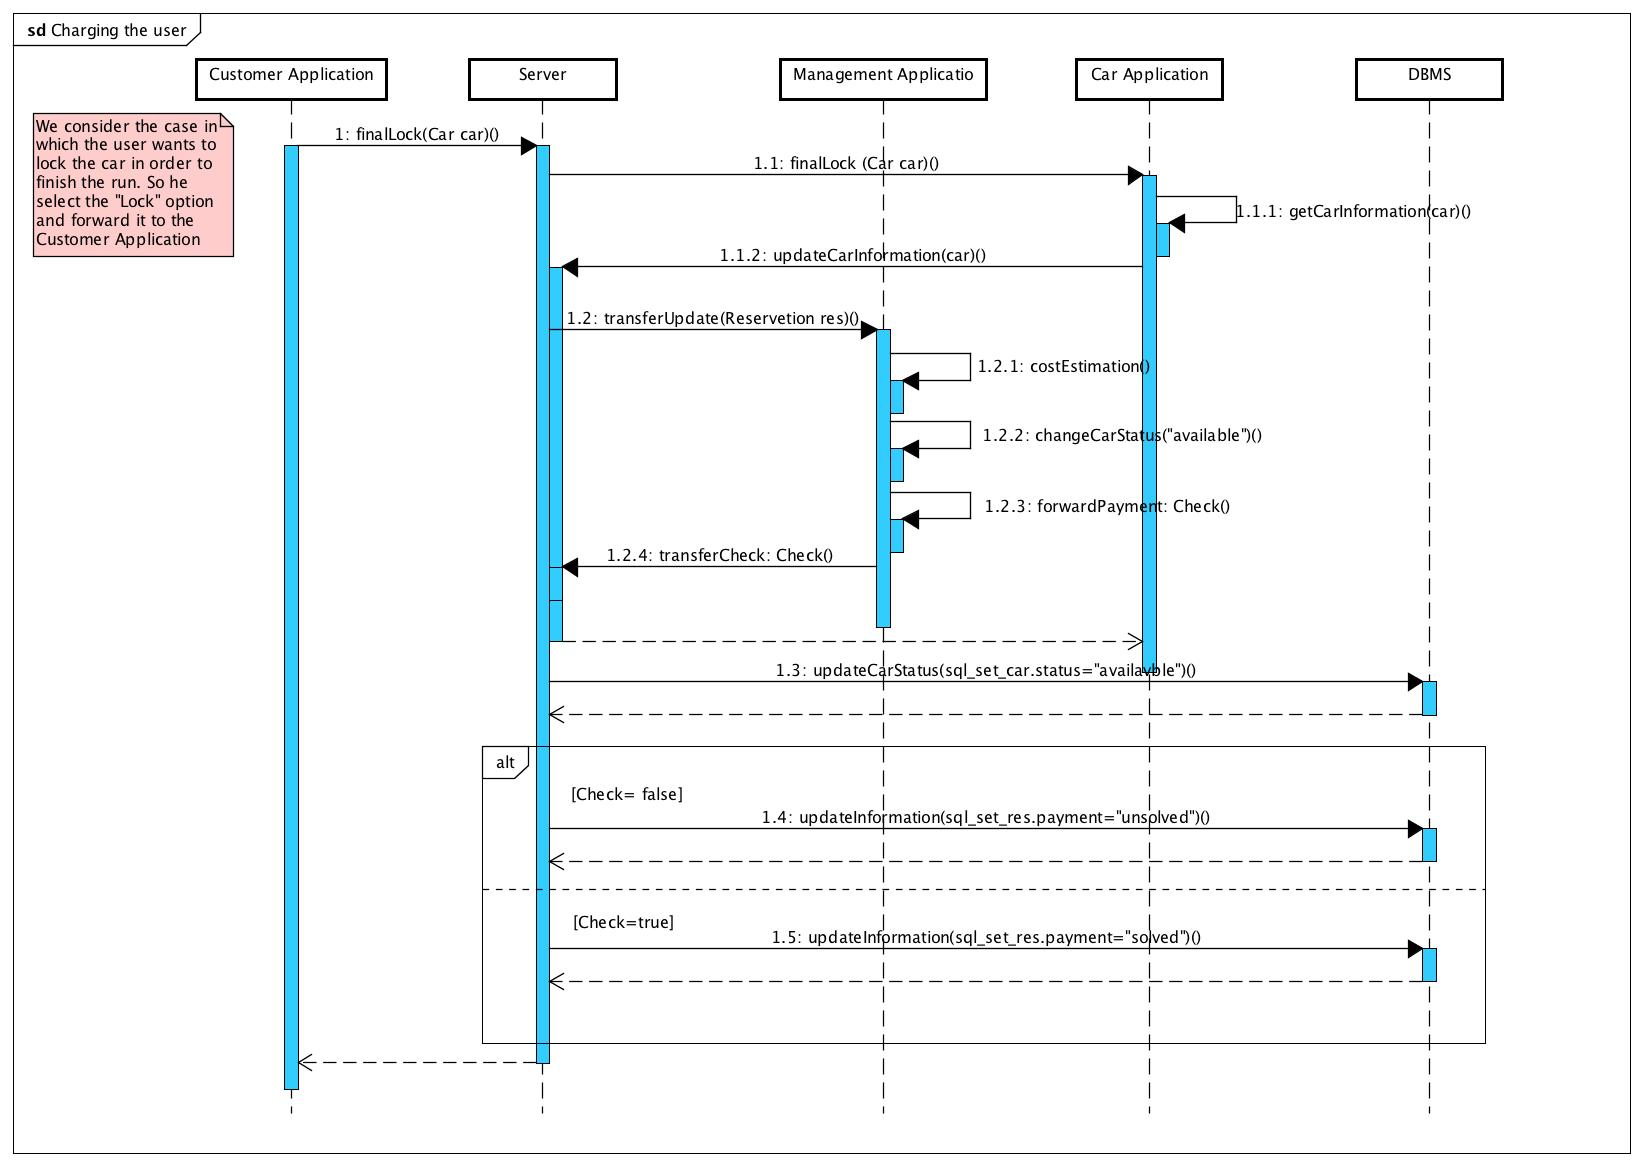 sd Charging the user
Customer Application
Server
Management Applicatio
Car Application
DBMS
We consider the case in
which the user wants to
lock the car in order to
finish the run. So he
select the "Lock" option
and forward it to the
Customer Application
1: finalLock(Car car)()
1.1: finalLock (Car car)()
1.1.1: getCarInformation(car)()
1.1.2: updateCarInformation(car)()
1.2: transferUpdate(Reservetion res)()
1.2.1: costEstimation()
1.2.2: changeCarStatus("available")()
1.2.3: forwardPayment: Check()
1.2.4: transferCheck: Check()
1.3: updateCarStatus(sql_set_car.status="availavble")()
alt
[Check= false]
1.4: updateInformation(sql_set_res.payment="unsolved")()
[Check=true]
1.5: updateInformation(sql_set_res.payment="solved")()